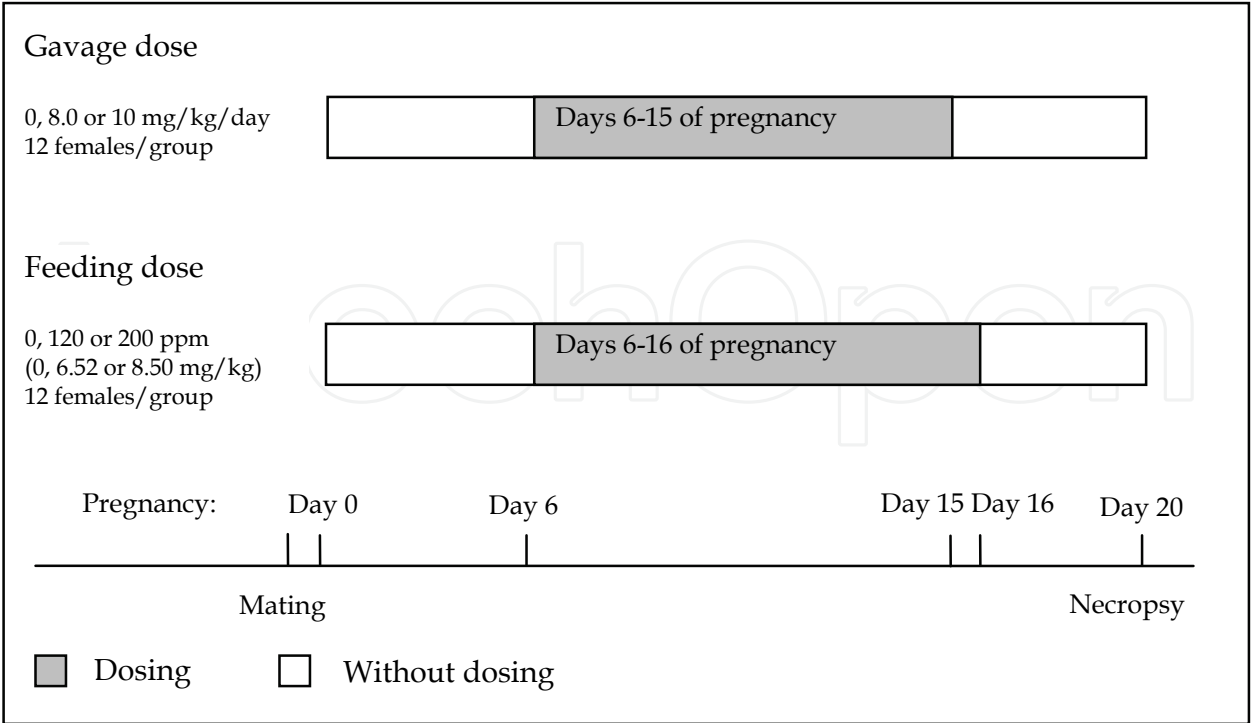 Gavage dose
0, 8.0 or 10 mg/kg/day
12 females/group
Days 6-15 of pregnancy
Feeding dose
0, 120 or 200 ppm
(0, 6.52 or 8.50 mg/kg)
12 females/group
Days 6-16 of pregnancy
Pregnancy: Day 0 Day 6 Day 15 Day 16 Day 20
Mating Necropsy
Dosing Without dosing